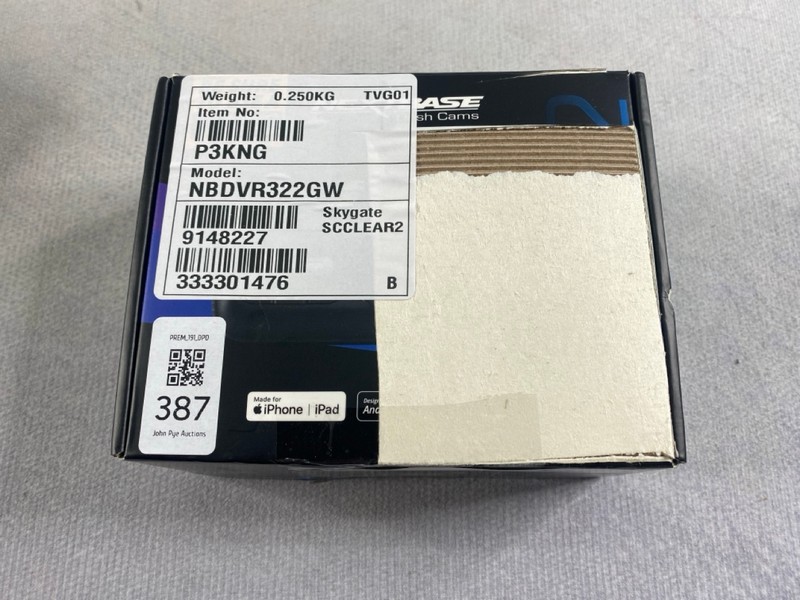 Weight: 0.250KG TVG01
Item No:
P3KNG
Model:
NBDVR322GW
Skygate
SCCLEAR2
9148227
333301476 B
BASE
sh Cams
PREM_191_DPD
387
John Pye Auctions
Made for
iPhone | iPad